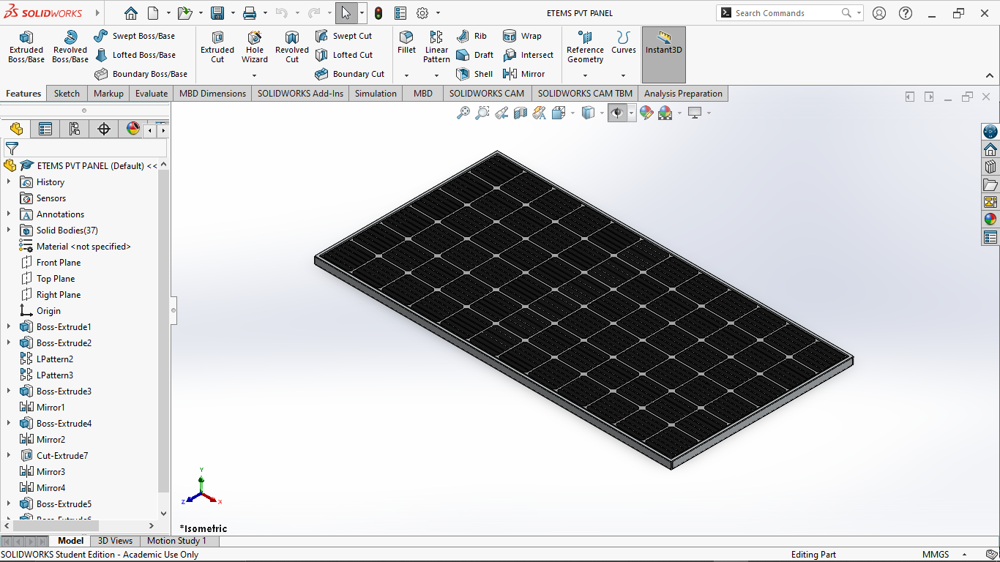 SOLIDWORKS
ETEMS PVT PANEL
Search Commands
Extruded Boss/Base
Revolved Boss/Base
Swept Boss/Base
Lofted Boss/Base
Boundary Boss/Base
Extruded Cut
Hole Wizard
Revolved Cut
Swept Cut
Lofted Cut
Boundary Cut
Fillet
Linear Pattern
Rib
Draft
Shell
Wrap
Intersect
Mirror
Reference Geometry
Curves
Instant3D
Features
Sketch
Markup
Evaluate
MBD Dimensions
SOLIDWORKS Add-Ins
Simulation
MBD
SOLIDWORKS CAM
SOLIDWORKS CAM TBM
Analysis Preparation
ETEMS PVT PANEL (Default) <<
History
Sensors
Annotations
Solid Bodies(37)
Material <not specified>
Front Plane
Top Plane
Right Plane
Origin
Boss-Extrude1
Boss-Extrude2
LPattern2
LPattern3
Boss-Extrude3
Mirror1
Boss-Extrude4
Mirror2
Cut-Extrude7
Mirror3
Mirror4
Boss-Extrude5
Boss-Extrude6
Y
Z
X
*Isometric
Model
3D Views
Motion Study 1
SOLIDWORKS Student Edition - Academic Use Only
Editing Part
MMGS